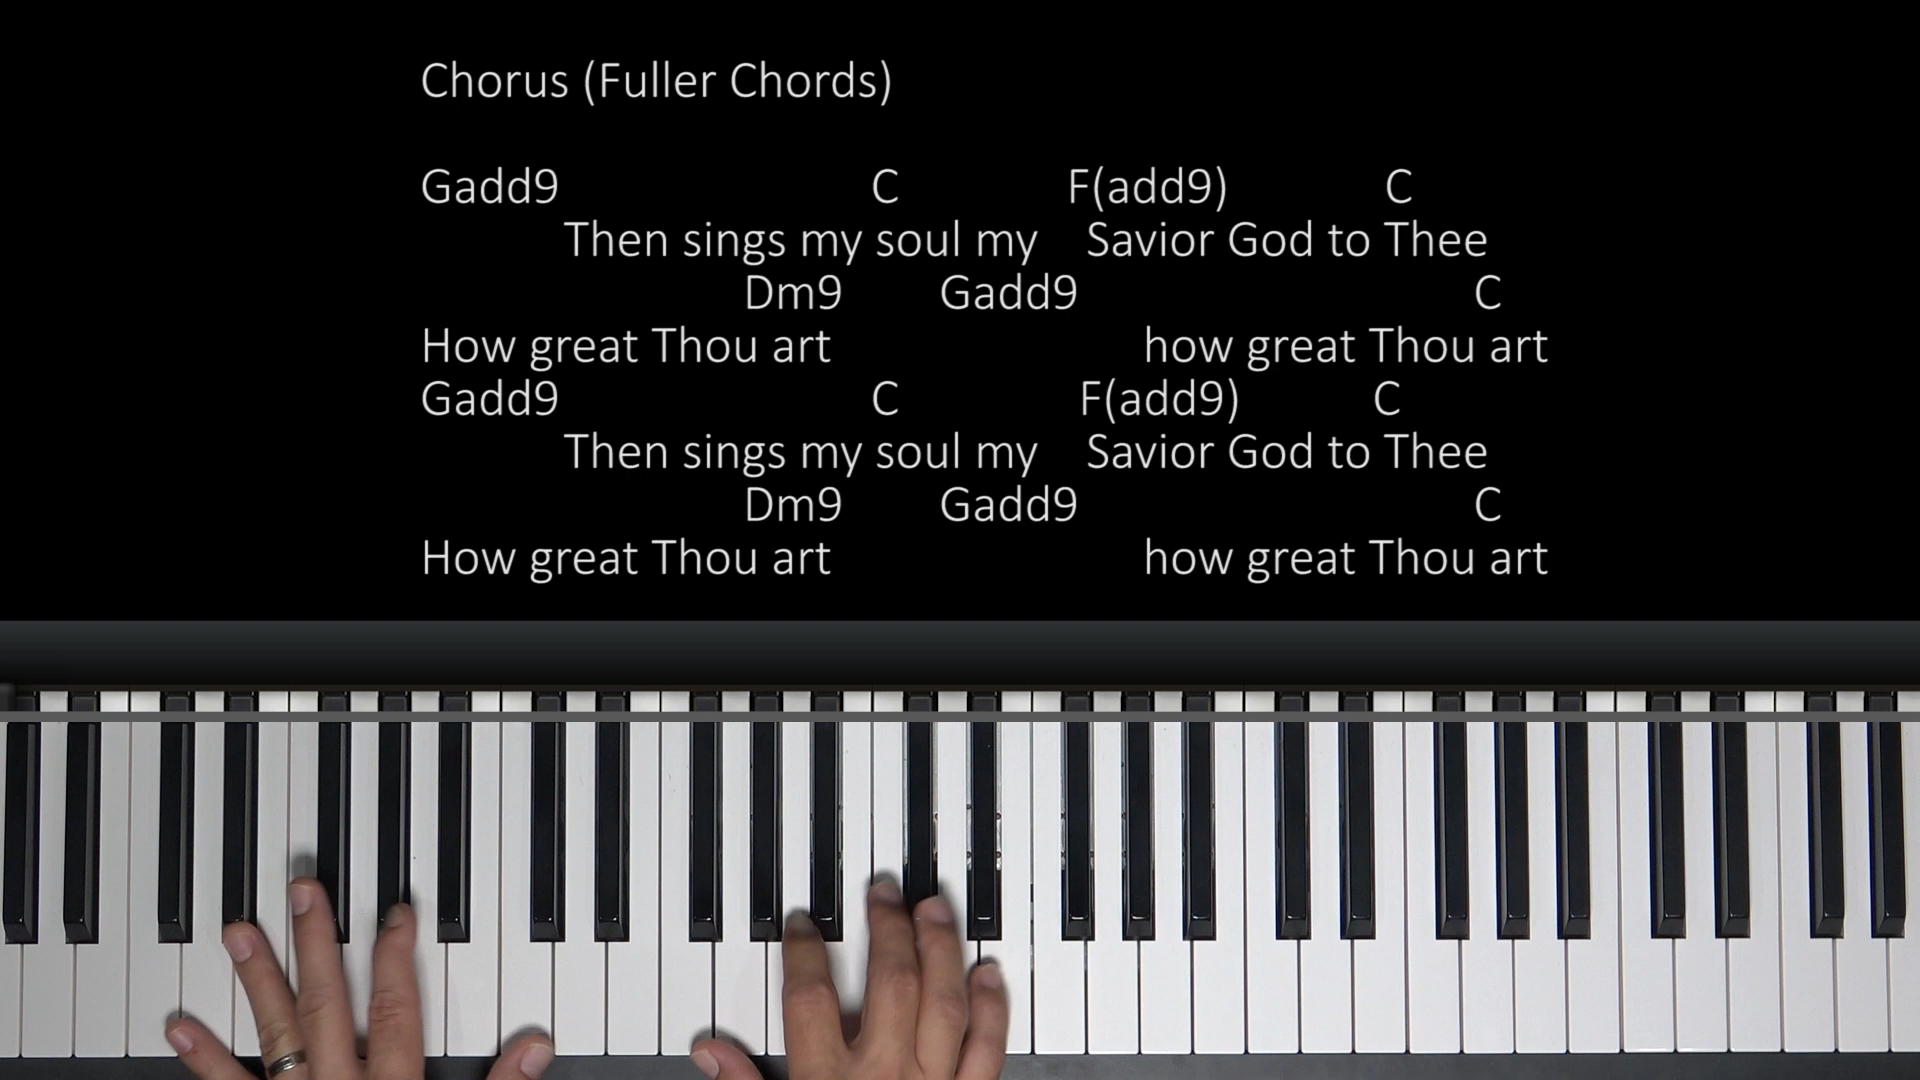 Chorus (Fuller Chords)
Gadd9 C F(add9) C
Then sings my soul my Savior God to Thee
Dm9 Gadd9 C
How great Thou art how great Thou art
Gadd9 C F(add9) C
Then sings my soul my Savior God to Thee
Dm9 Gadd9 C
How great Thou art how great Thou art